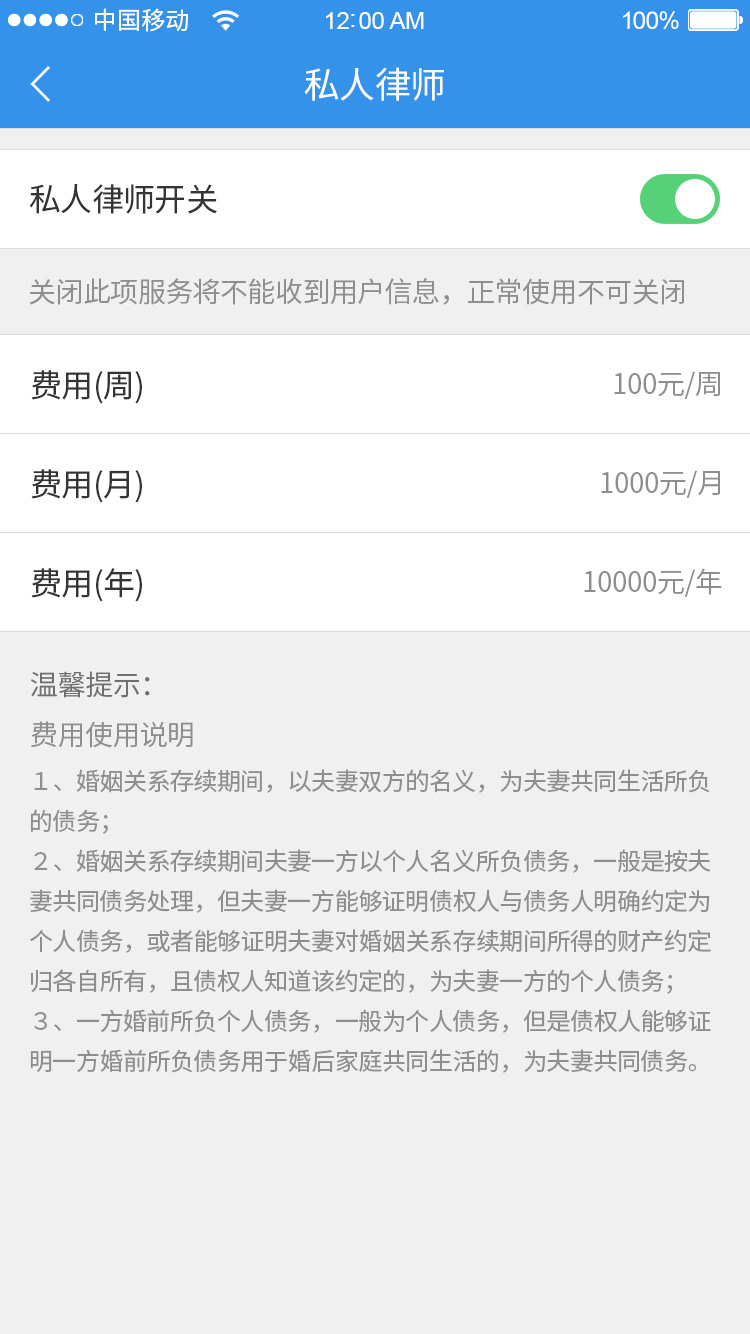 中国移动
12:00 AM
100%
私人律师
私人律师开关
关闭此项服务将不能收到用户信息，正常使用不可关闭
费用(周)
100元/周
费用(月)
1000元/月
费用(年)
10000元/年
温馨提示：
费用使用说明
１、婚姻关系存续期间，以夫妻双方的名义，为夫妻共同生活所负
的债务；
２、婚姻关系存续期间夫妻一方以个人名义所负债务，一般是按夫
妻共同债务处理，但夫妻一方能够证明债权人与债务人明确约定为
个人债务，或者能够证明夫妻对婚姻关系存续期间所得的财产约定
归各自所有，且债权人知道该约定的，为夫妻一方的个人债务；
３、一方婚前所负个人债务，一般为个人债务，但是债权人能够证
明一方婚前所负债务用于婚后家庭共同生活的，为夫妻共同债务。